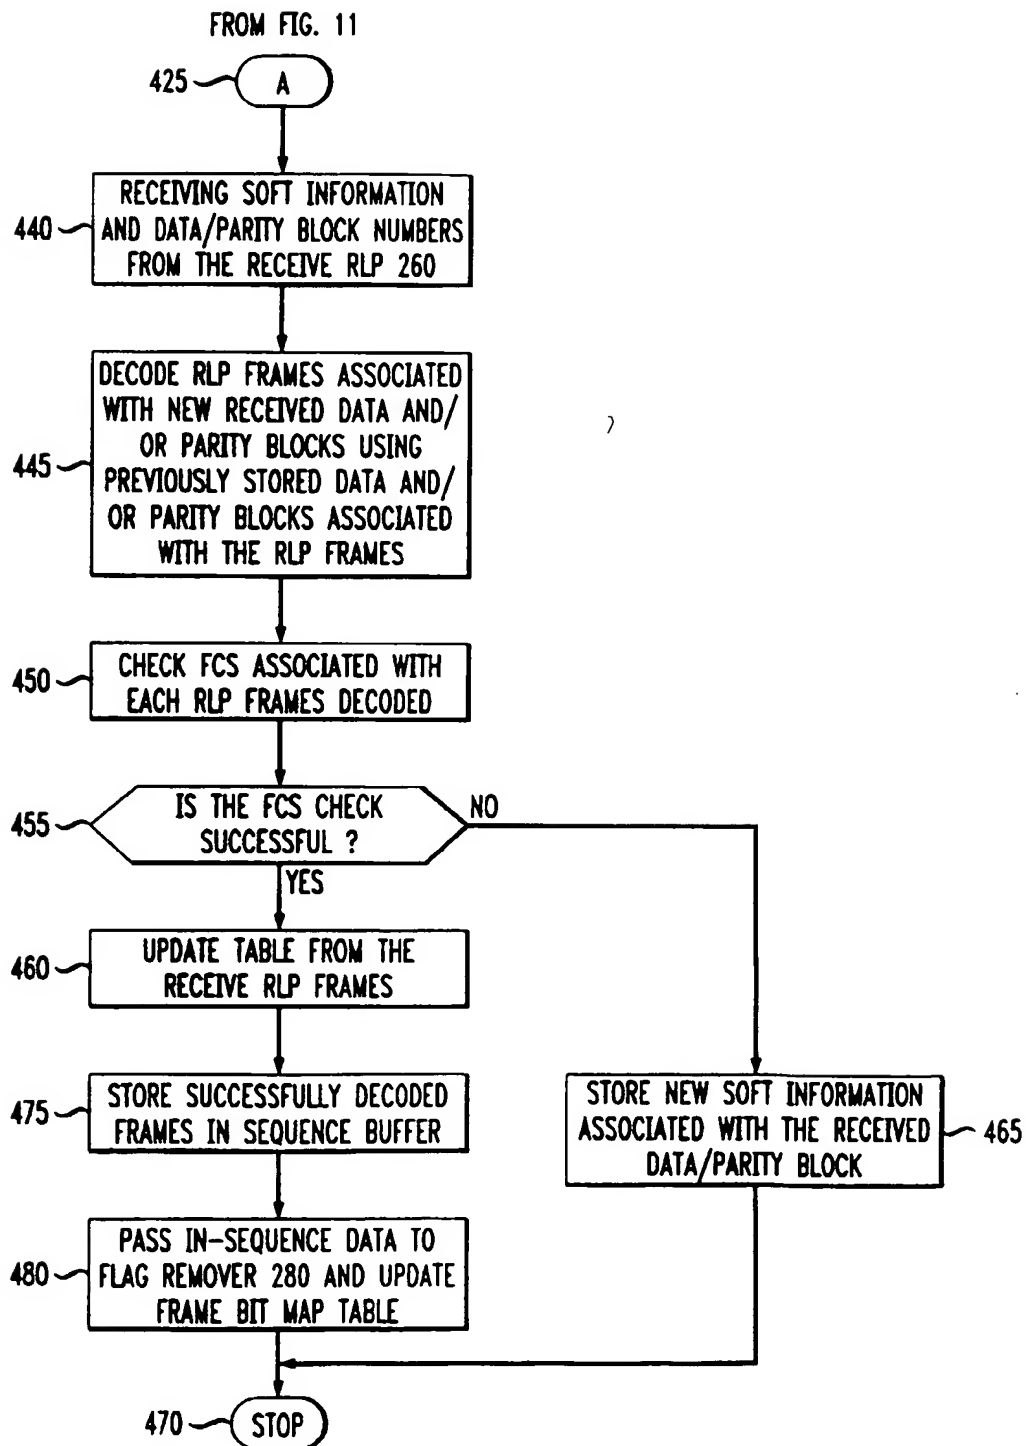 FROM FIG. 11
425
A
440
RECEIVING SOFT INFORMATION
AND DATA/PARITY BLOCK NUMBERS
FROM THE RECEIVE RLP 260
445
DECODE RLP FRAMES ASSOCIATED
WITH NEW RECEIVED DATA AND/
OR PARITY BLOCKS USING
PREVIOUSLY STORED DATA AND/
OR PARITY BLOCKS ASSOCIATED
WITH THE RLP FRAMES
450
CHECK FCS ASSOCIATED WITH
EACH RLP FRAMES DECODED
455
IS THE FCS CHECK
SUCCESSFUL ?
NO
YES
460
UPDATE TABLE FROM THE
RECEIVE RLP FRAMES
475
STORE SUCCESSFULLY DECODED
FRAMES IN SEQUENCE BUFFER
STORE NEW SOFT INFORMATION
ASSOCIATED WITH THE RECEIVED
DATA/PARITY BLOCK
465
480
PASS IN-SEQUENCE DATA TO
FLAG REMOVER 280 AND UPDATE
FRAME BIT MAP TABLE
470
STOP